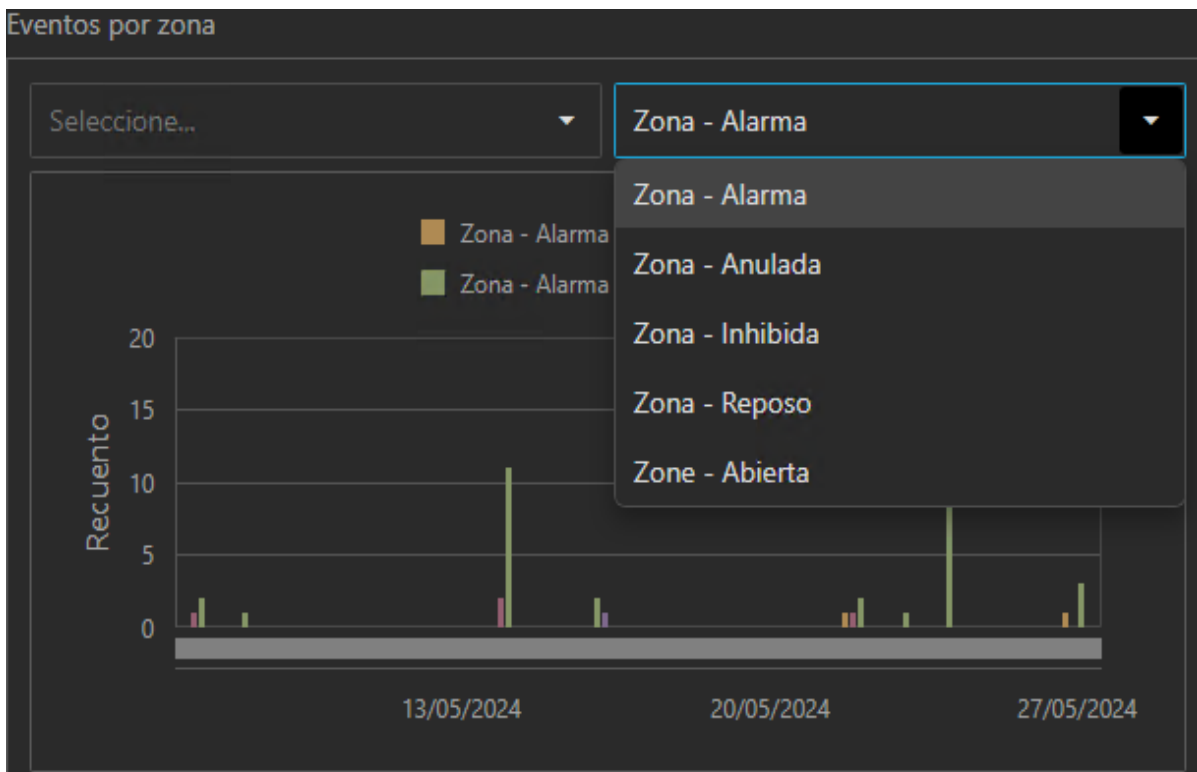 Eventos por zona
Seleccione...
Zona - Alarma
Zona - Alarma
Zona - Anulada
Zona - Inhibida
Zona - Reposo
Zone - Abierta
Zona - Alarma
Zona - Alarma
Recuento
20
15
10
5
0
13/05/2024
20/05/2024
27/05/2024